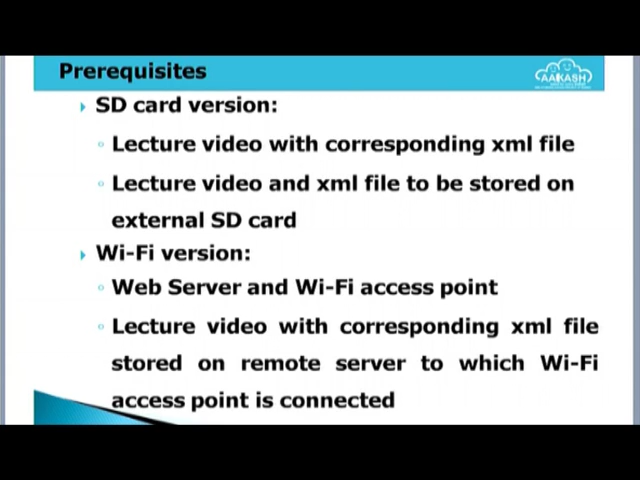 Prerequisites
AAKASH
SD card version:
Lecture video with corresponding xml file
Lecture video and xml file to be stored on
external SD card
Wi-Fi version:
Web Server and Wi-Fi access point
Lecture video with corresponding xml file
stored on remote server to which Wi-Fi
access point is connected